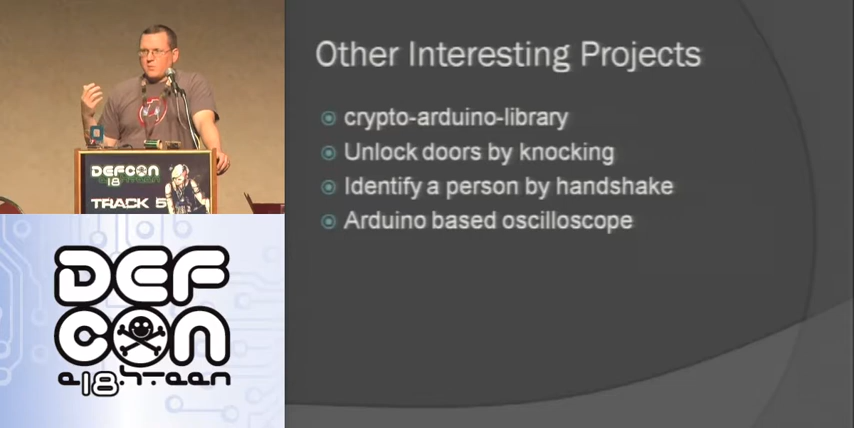 Other Interesting Projects
crypto-arduino-library
Unlock doors by knocking
Identify a person by handshake
Arduino based oscilloscope
DEFCON
18
TRACK 5
DEF
CON
e18hteen